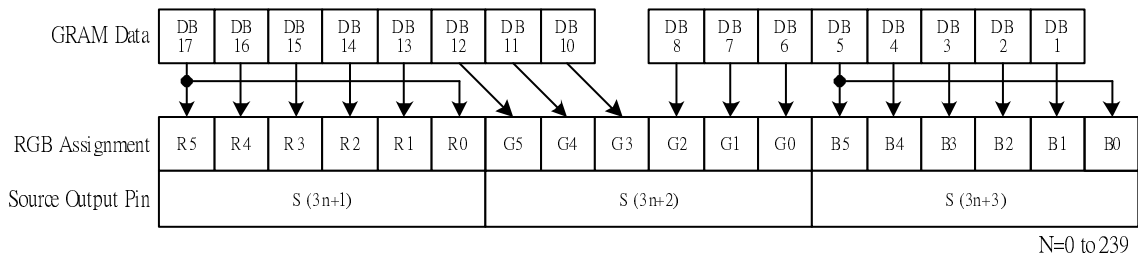 GRAM Data DB 17 DB 16 DB 15 DB 14 DB 13 DB 12 DB 11 DB 10 DB 8 DB 7 DB 6 DB 5 DB 4 DB 3 DB 2 DB 1
RGB Assignment R5 R4 R3 R2 R1 R0 G5 G4 G3 G2 G1 G0 B5 B4 B3 B2 B1 B0
Source Output Pin S (3n+1) S (3n+2) S (3n+3)
N=0 to 239